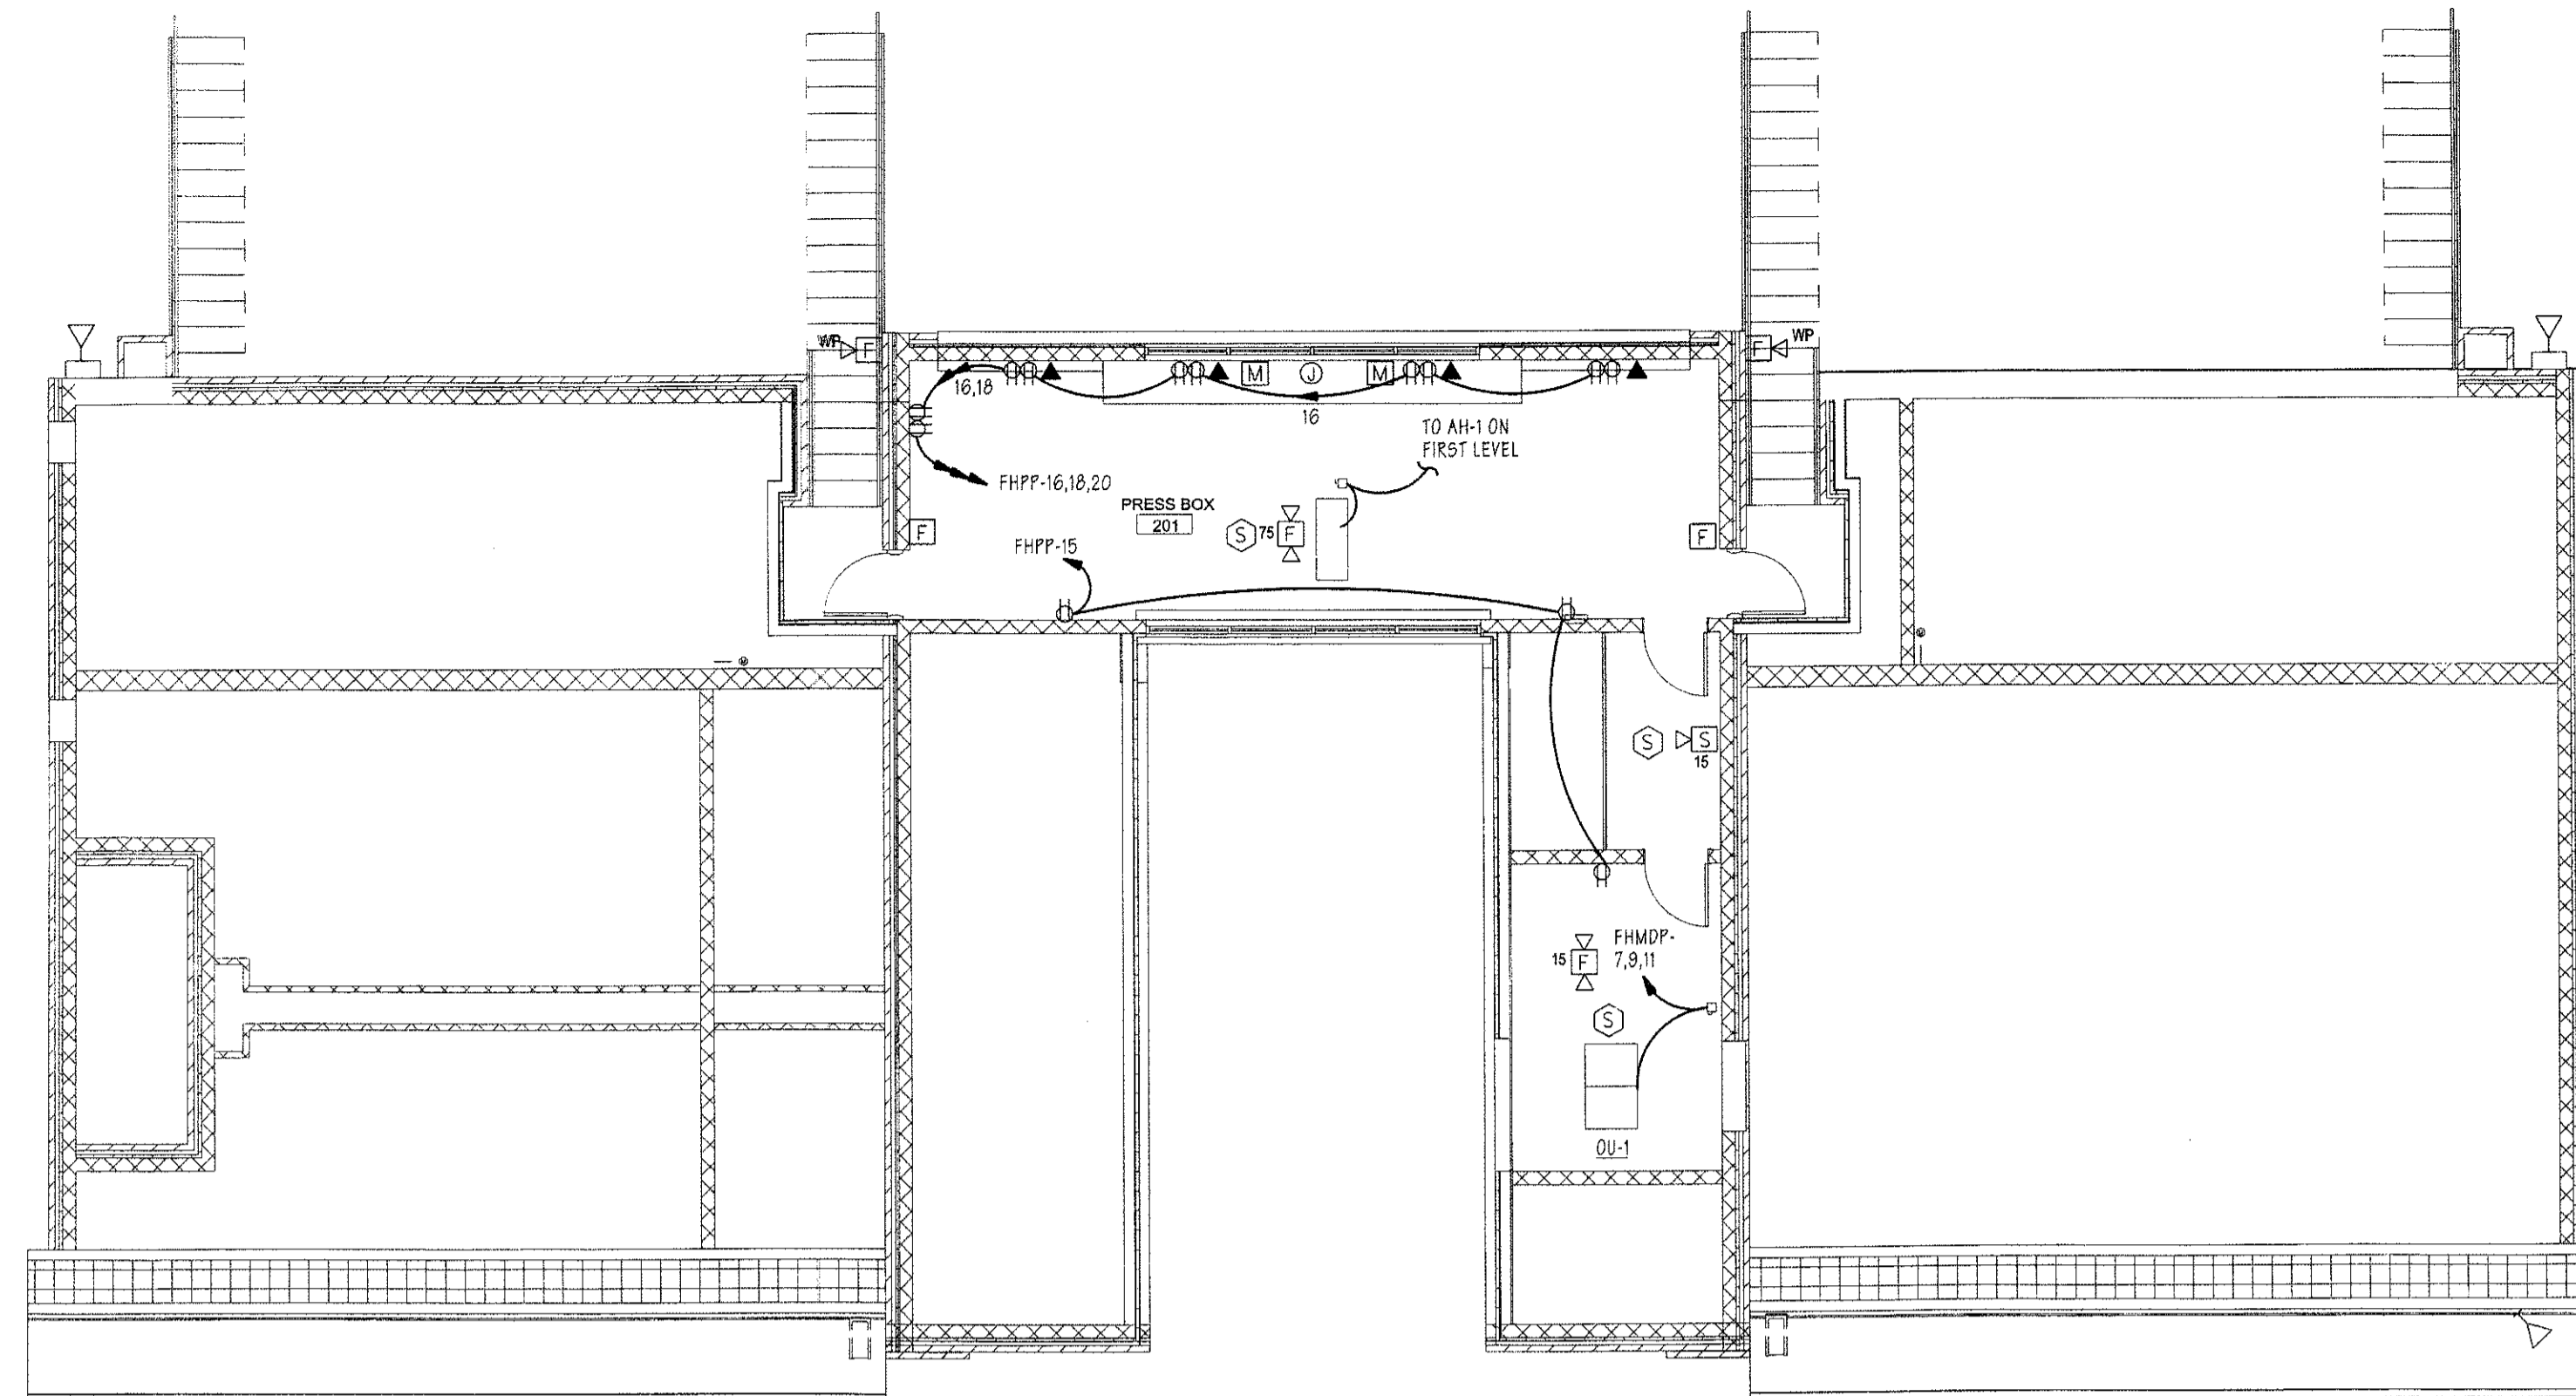 WP
F
F
WP
M
J
M
16,18
16
TO AH-1 ON
FIRST LEVEL
FHPP-16,18,20
PRESS BOX
201
F
S
75
F
F
FHPP-15
S
S
15
FHMDP-
7,9,11
15
F
S
OU-1